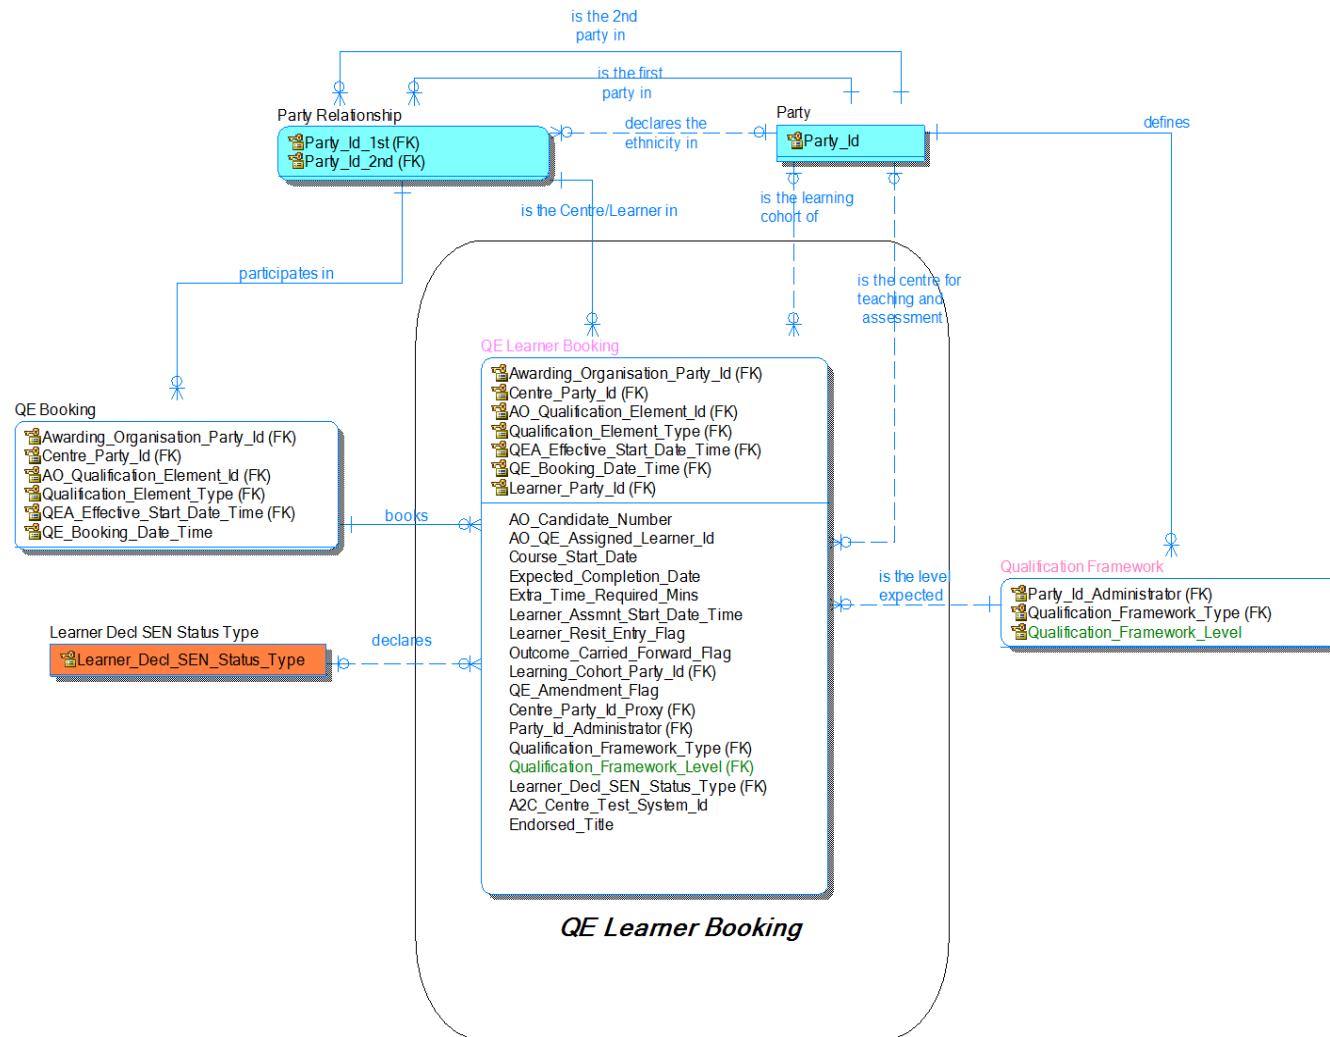 is the 2nd
party in
is the first
party in
Party Relationship
Party_Id_1st (FK)
Party_Id_2nd (FK)
declares the
ethnicity in
Party
Party_Id
defines
is the Centre/Learner in
is the learning
cohort of
participates in
is the centre for
teaching and
assessment
QE Booking
Awarding_Organisation_Party_Id (FK)
Centre_Party_Id (FK)
AO_Qualification_Element_Id (FK)
Qualification_Element_Type (FK)
QEA_Effective_Start_Date_Time (FK)
QE_Booking_Date_Time
books
QE Learner Booking
Awarding_Organisation_Party_Id (FK)
Centre_Party_Id (FK)
AO_Qualification_Element_Id (FK)
Qualification_Element_Type (FK)
QEA_Effective_Start_Date_Time (FK)
QE_Booking_Date_Time (FK)
Learner_Party_Id (FK)
AO_Candidate_Number
AO_QE_Assigned_Learner_Id
Course_Start_Date
Expected_Completion_Date
Extra_Time_Required_Mins
Learner_Assmnt_Start_Date_Time
Learner_Resit_Entry_Flag
Outcome_Carried_Forward_Flag
Learning_Cohort_Party_Id (FK)
QE_Amendment_Flag
Centre_Party_Id_Proxy (FK)
Party_Id_Administrator (FK)
Qualification_Framework_Type (FK)
Qualification_Framework_Level (FK)
Learner_Decl_SEN_Status_Type (FK)
A2C_Centre_Test_System_Id
Endorsed_Title
is the level
expected
Qualification Framework
Party_Id_Administrator (FK)
Qualification_Framework_Type (FK)
Qualification_Framework_Level
Learner Decl SEN Status Type
Learner_Decl_SEN_Status_Type
declares
QE Learner Booking